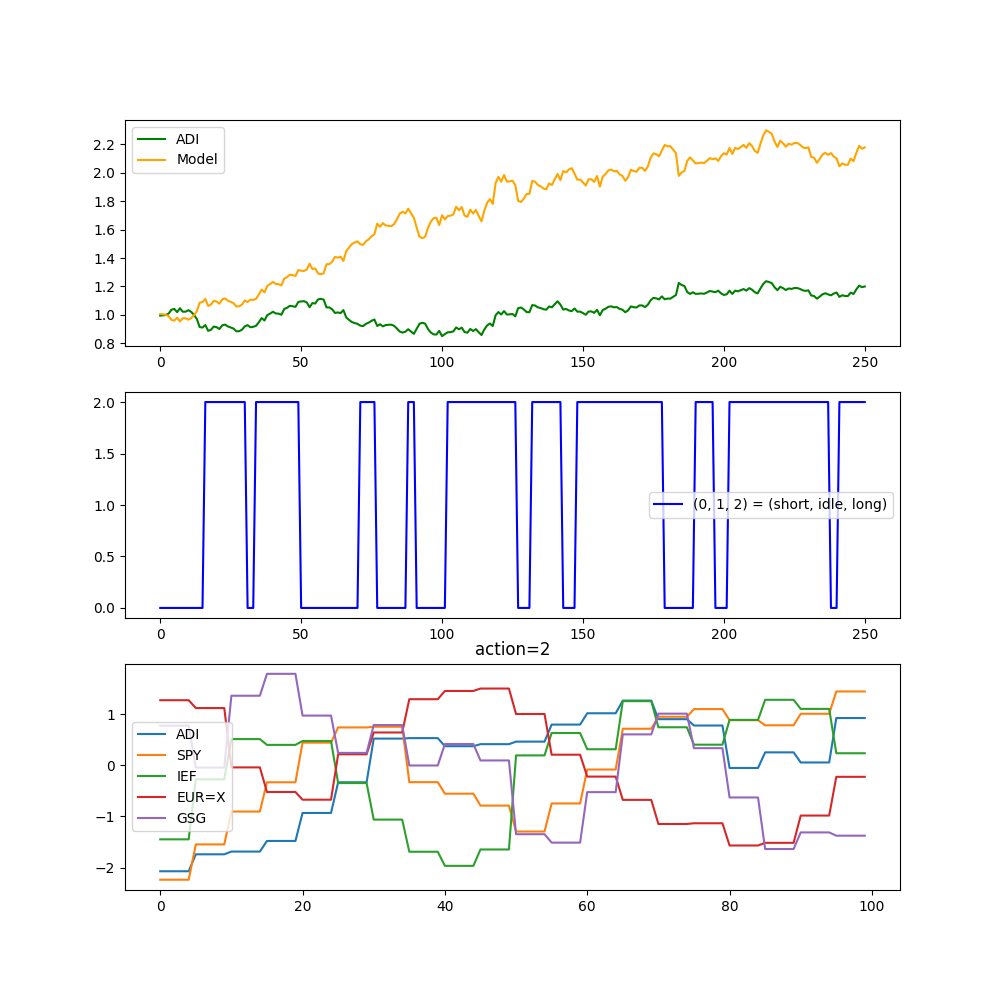 ADI
Model
2.2
2.0
1.8
1.6
1.4
1.2
1.0
0.8
0 50 100 150 200 250
2.0
1.5
1.0
0.5
0.0
(0, 1, 2) = (short, idle, long)
0 50 100 150 200 250
action=2
1
0
−1
−2
ADI
SPY
IEF
EUR=X
GSG
0 20 40 60 80 100